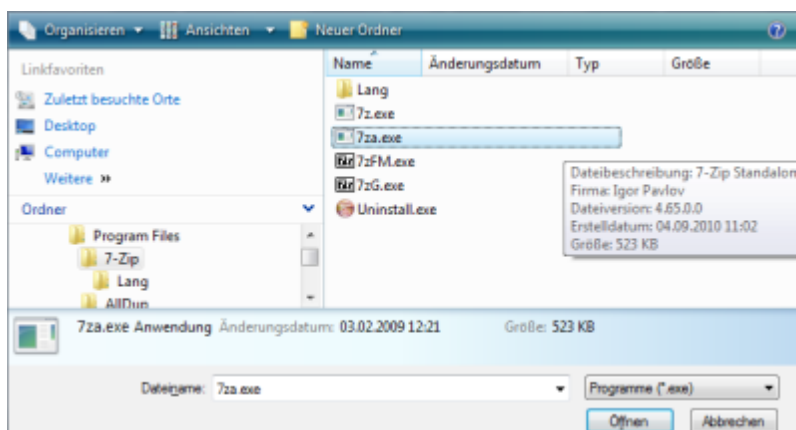 Organisieren Ansichten Neuer Ordner
Linkfavoriten
Zuletzt besuchte Orte
Desktop
Computer
Weitere »
Ordner
Program Files
7-Zip
Lang
AllDup
Name Änderungsdatum Typ Größe
Lang
7z.exe
7za.exe
7zFM.exe
7zG.exe
Uninstall.exe
Dateibeschreibung: 7-Zip Standalon
Firma: Igor Pavlov
Dateiversion: 4.65.0.0
Erstelldatum: 04.09.2010 11:02
Größe: 523 KB
7za.exe Anwendung Änderungsdatum: 03.02.2009 12:21 Größe: 523 KB
Dateiname: 7za.exe Programme (*.exe)
Öffnen Abbrechen